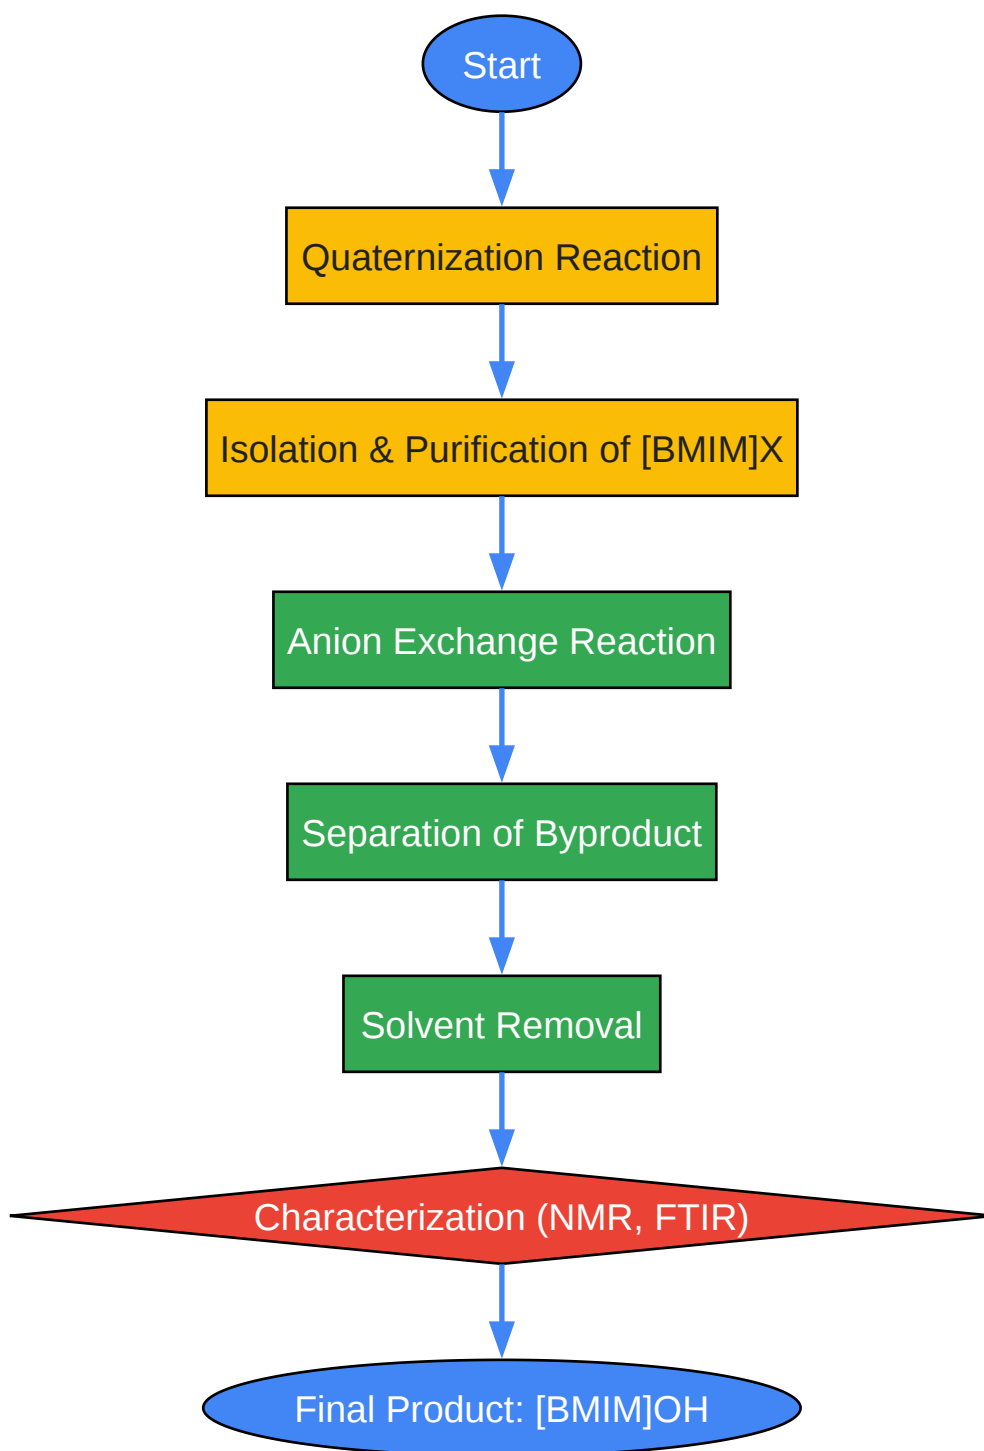 Start
Quaternization Reaction
Isolation & Purification of [BMIM]X
Anion Exchange Reaction
Separation of Byproduct
Solvent Removal
Characterization (NMR, FTIR)
Final Product: [BMIM]OH